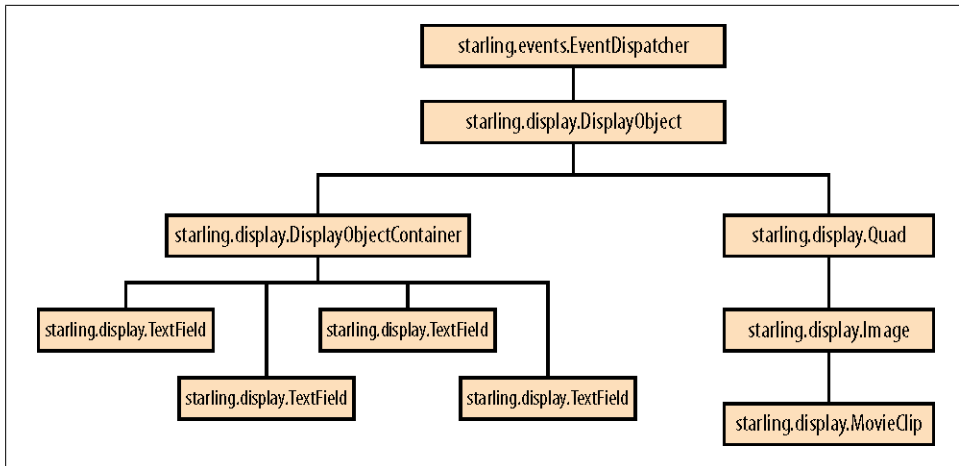 starling.events.EventDispatcher
starling.display.DisplayObject
starling.display.DisplayObjectContainer
starling.display.Quad
starling.display.TextField
starling.display.TextField
starling.display.Image
starling.display.TextField
starling.display.TextField
starling.display.MovieClip